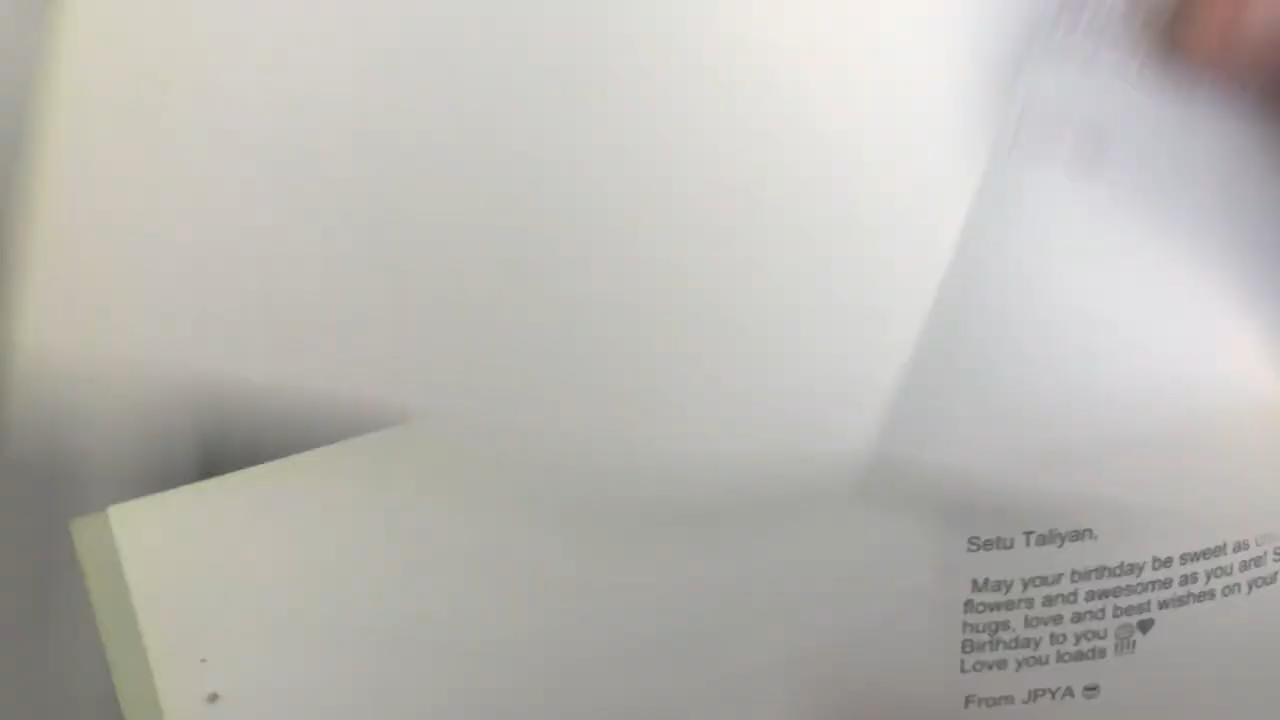 Setu Taliyan,
May your birthday be sweet as
flowers and awesome as you are! S
hugs, love and best wishes on your
Birthday to you 😊♥
Love you loads !!!!
From JPYA 😎